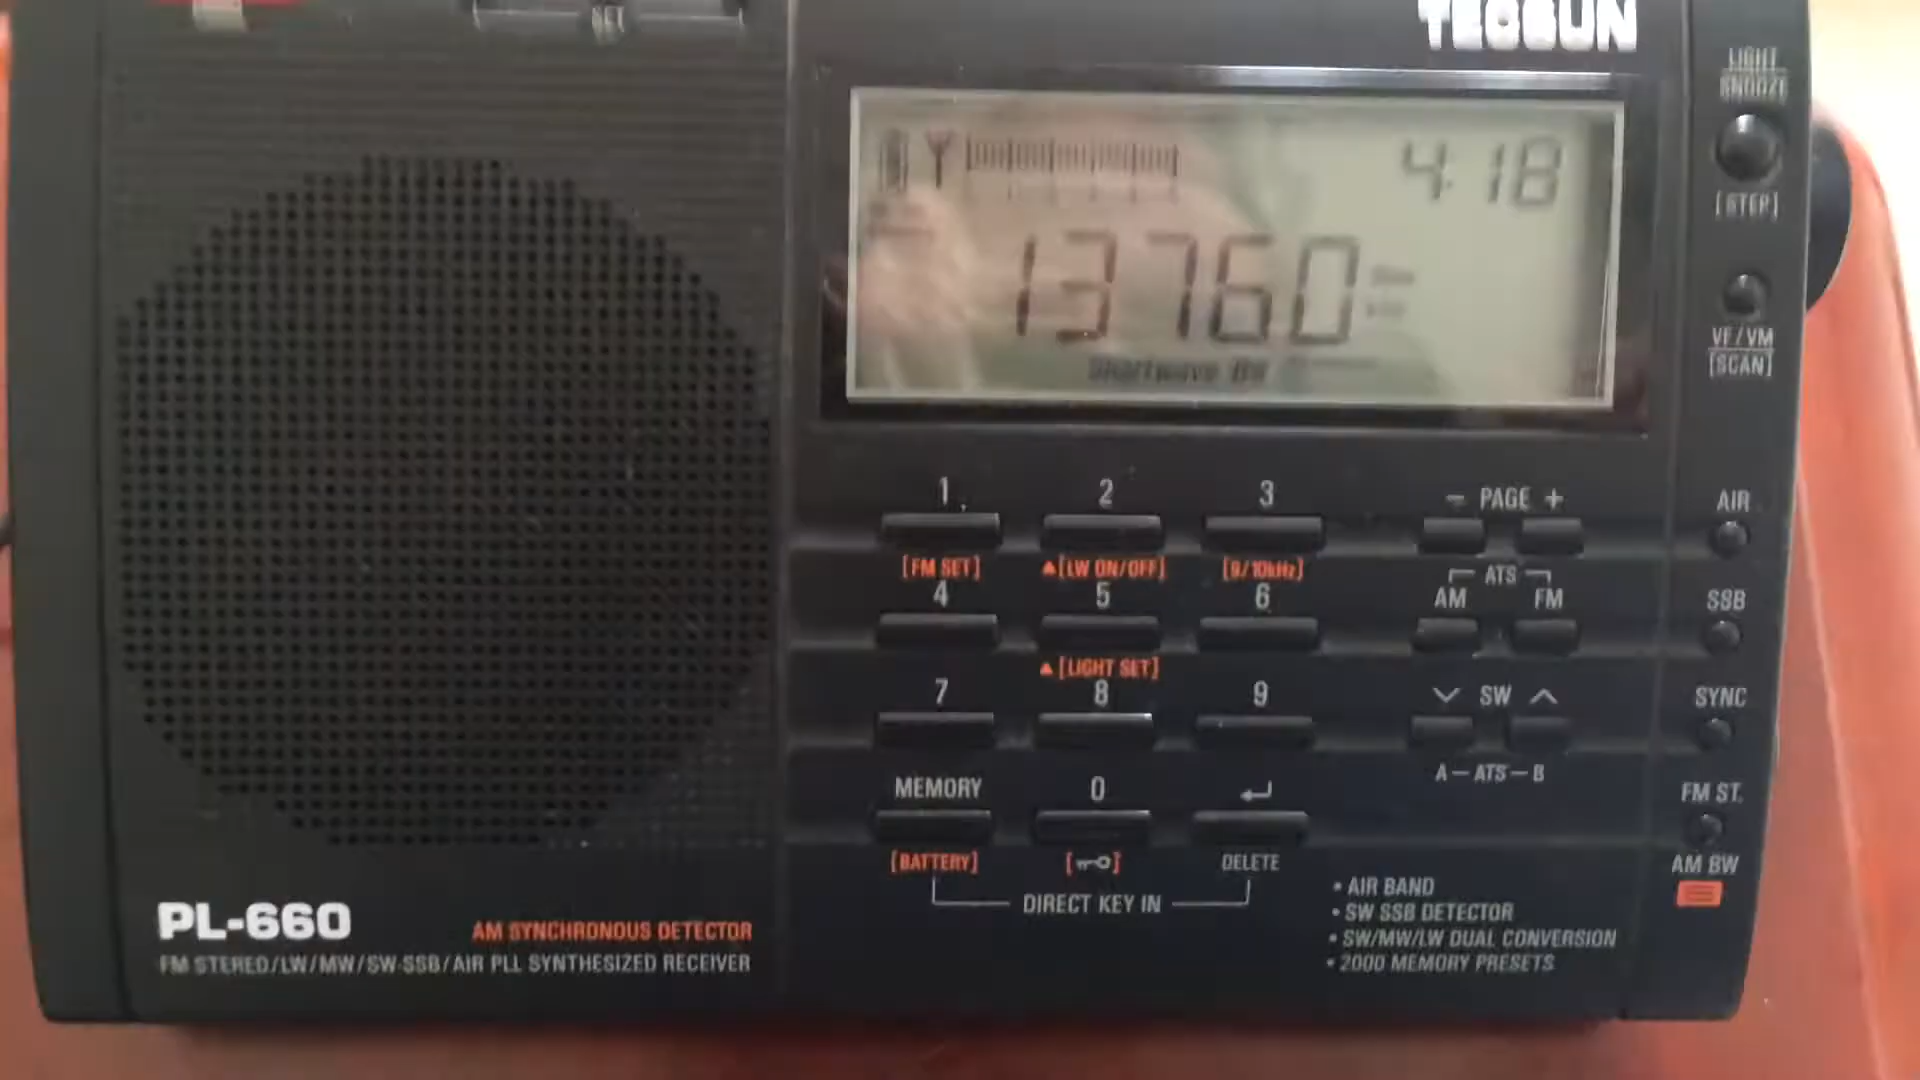 SET
TECSUN
LIGHT
SNOOZE
[STEP]
4:18
13760
VF/VM
[SCAN]
1 2 3
- PAGE +
AIR
[FM SET] ▲[LW ON/OFF] [9/10kHz]
ATS
4 5 6
AM FM
SSB
▲[LIGHT SET]
7 8 9
SW
SYNC
A-ATS-B
MEMORY 0
FM ST.
[BATTERY] DELETE
AM BW
DIRECT KEY IN
• AIR BAND
• SW SSB DETECTOR
• SW/MW/LW DUAL CONVERSION
• 2000 MEMORY PRESETS
PL-660
AM SYNCHRONOUS DETECTOR
FM STEREO/LW/MW/SW-SSB/AIR PLL SYNTHESIZED RECEIVER